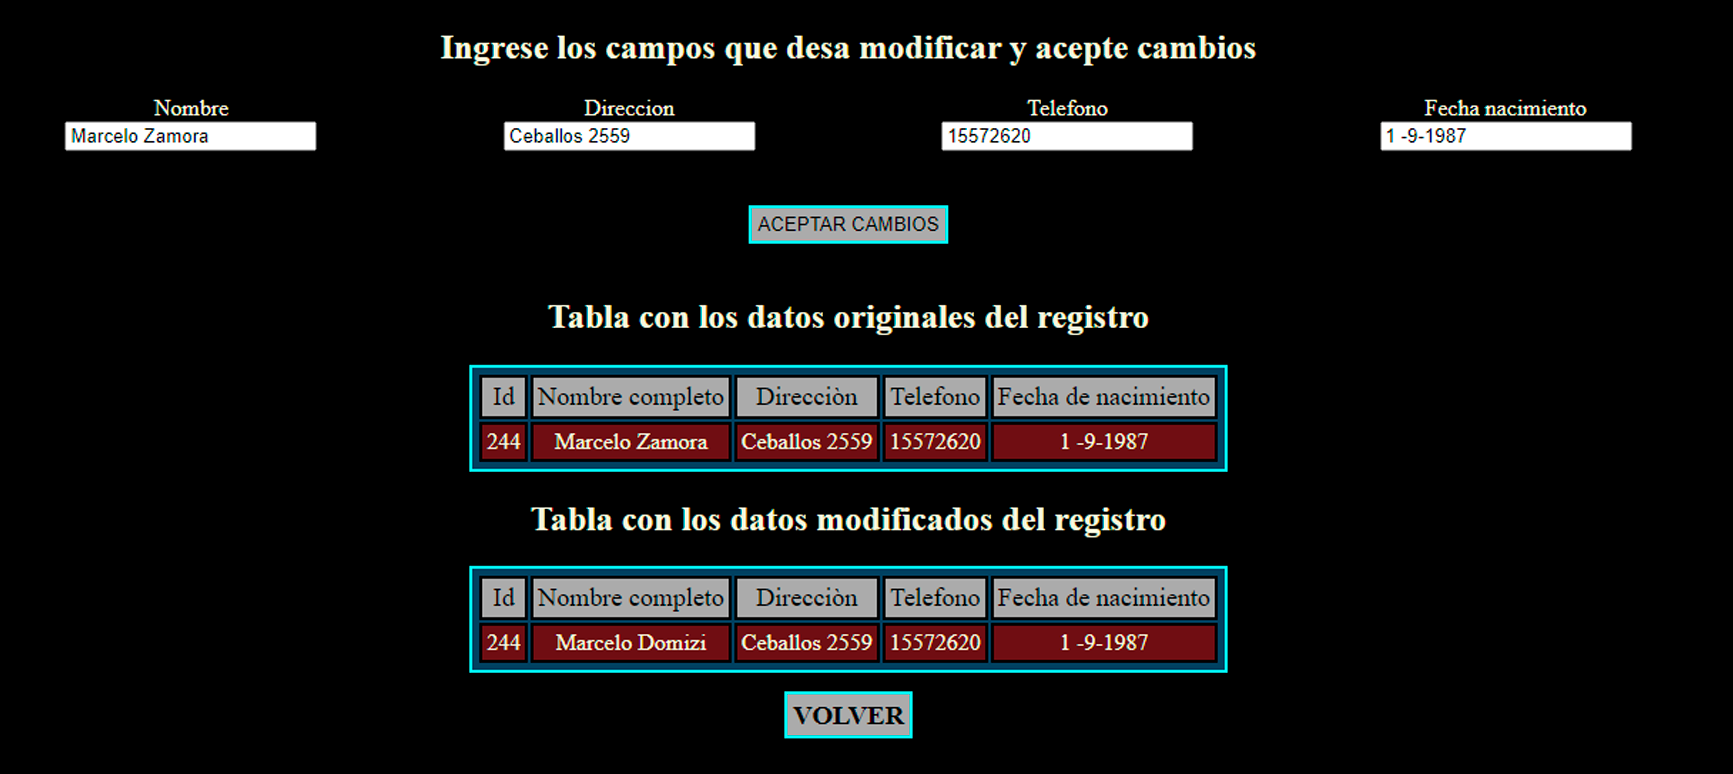 Ingrese los campos que desa modificar y acepte cambios
Nombre Direccion Telefono Fecha nacimiento
Marcelo Zamora Ceballos 2559 15572620 1 -9-1987
ACEPTAR CAMBIOS
Tabla con los datos originales del registro
Id Nombre completo Direcciòn Telefono Fecha de nacimiento
244 Marcelo Zamora Ceballos 2559 15572620 1 -9-1987
Tabla con los datos modificados del registro
Id Nombre completo Direcciòn Telefono Fecha de nacimiento
244 Marcelo Domizi Ceballos 2559 15572620 1 -9-1987
VOLVER